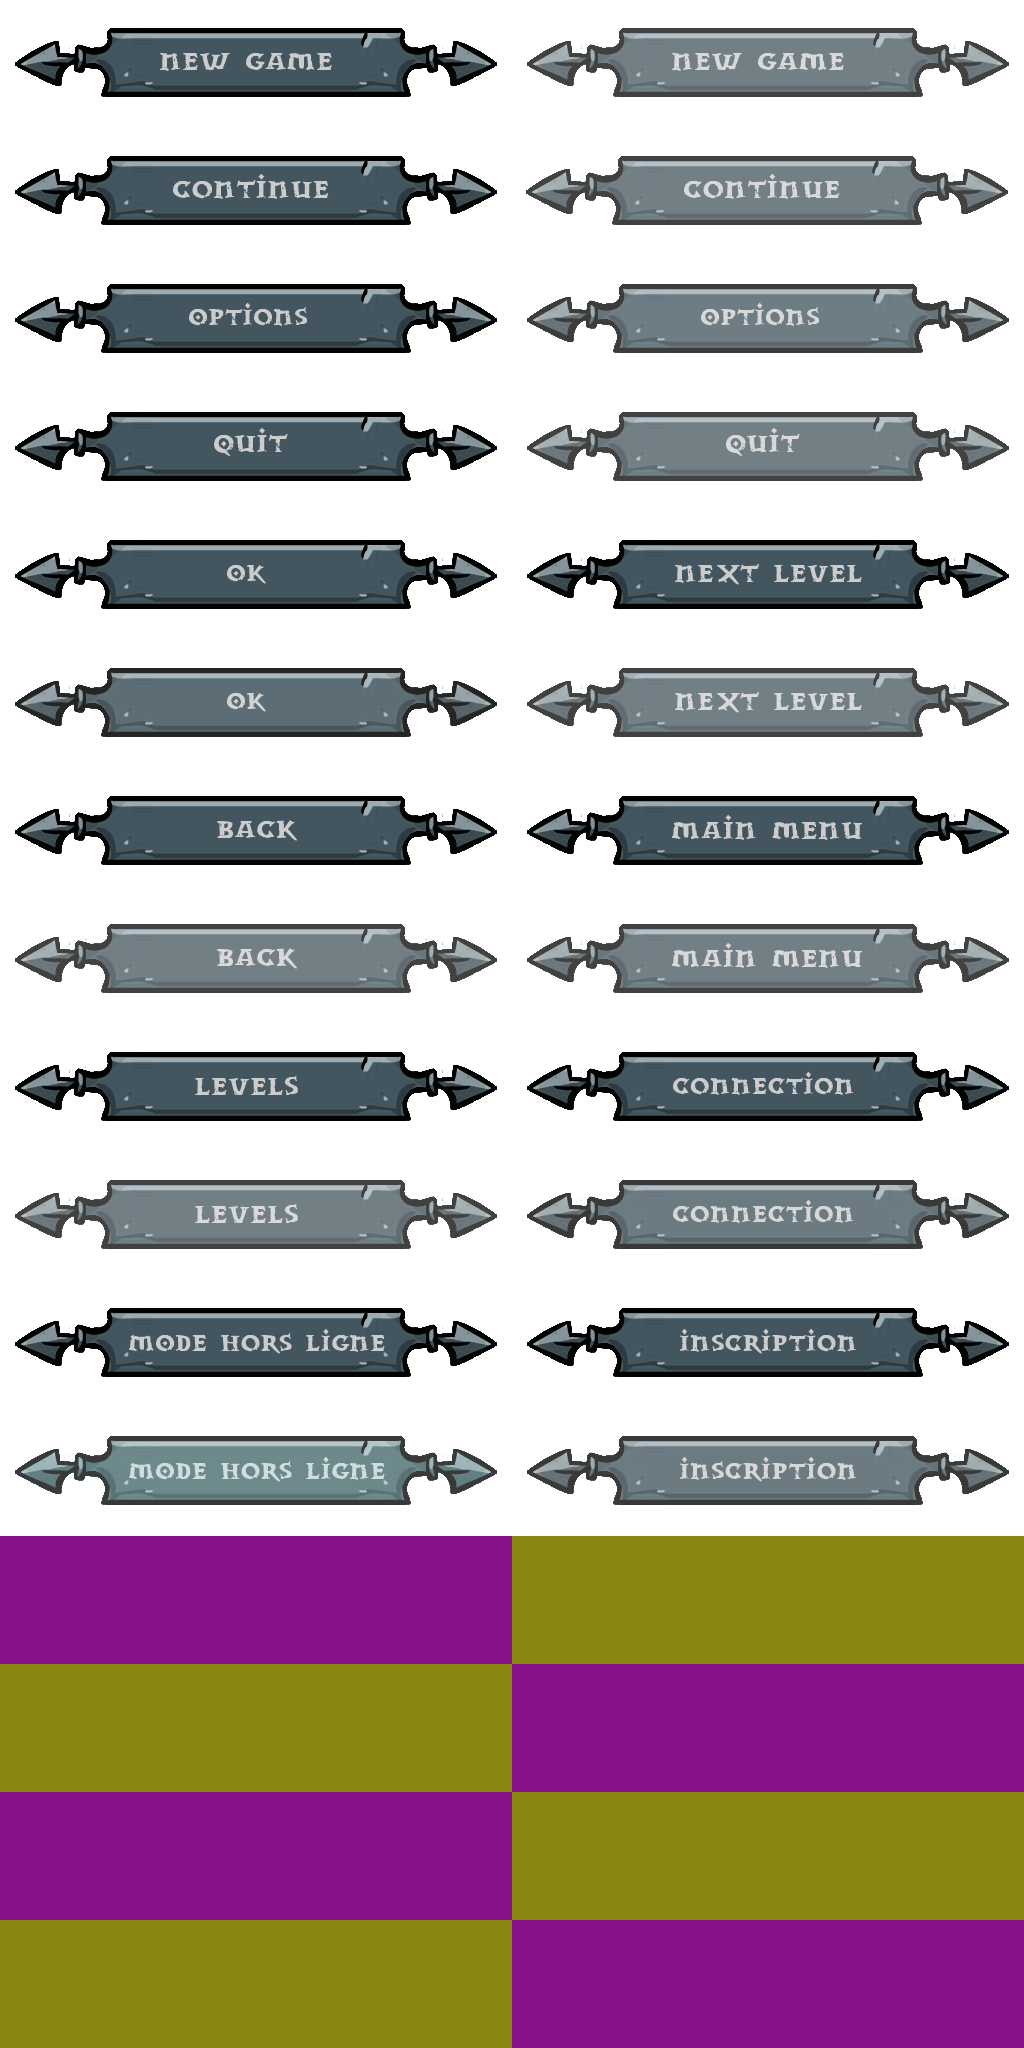 NEW GAME NEW GAME
CONTINUE CONTINUE
OPTIONS OPTIONS
QUIT QUIT
OK NEXT LEVEL
OK NEXT LEVEL
BACK MAIN MENU
BACK MAIN MENU
LEVELS CONNECTION
LEVELS CONNECTION
MODE HORS LIGNE INSCRIPTION
MODE HORS LIGNE INSCRIPTION